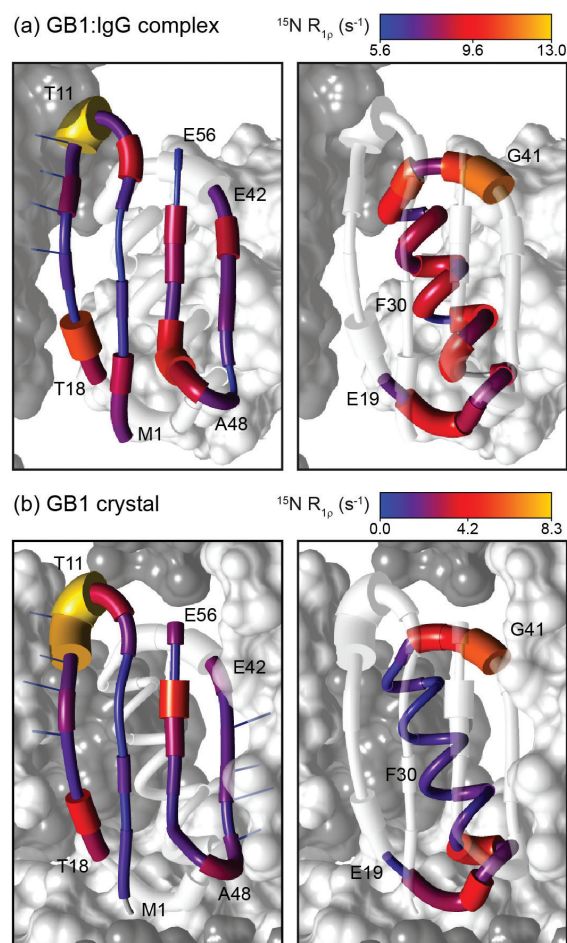 (a) GB1:IgG complex
¹⁵N R₁ρ (s⁻¹)
5.6 9.6 13.0
T11
E56
E42
T18
M1
A48
G41
F30
E19
(b) GB1 crystal
¹⁵N R₁ρ (s⁻¹)
0.0 4.2 8.3
T11
E56
E42
T18
M1
A48
G41
F30
E19